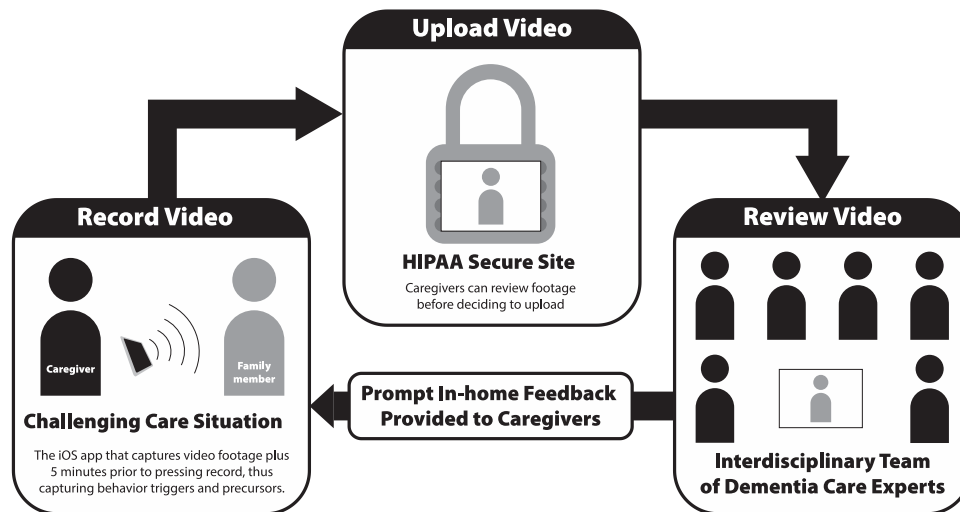 Upload Video
HIPAA Secure Site
Caregivers can review footage
before deciding to upload
Record Video
Caregiver
Family
member
Challenging Care Situation
The iOS app that captures video footage plus
5 minutes prior to pressing record, thus
capturing behavior triggers and precursors.
Review Video
Interdisciplinary Team
of Dementia Care Experts
Prompt In-home Feedback
Provided to Caregivers